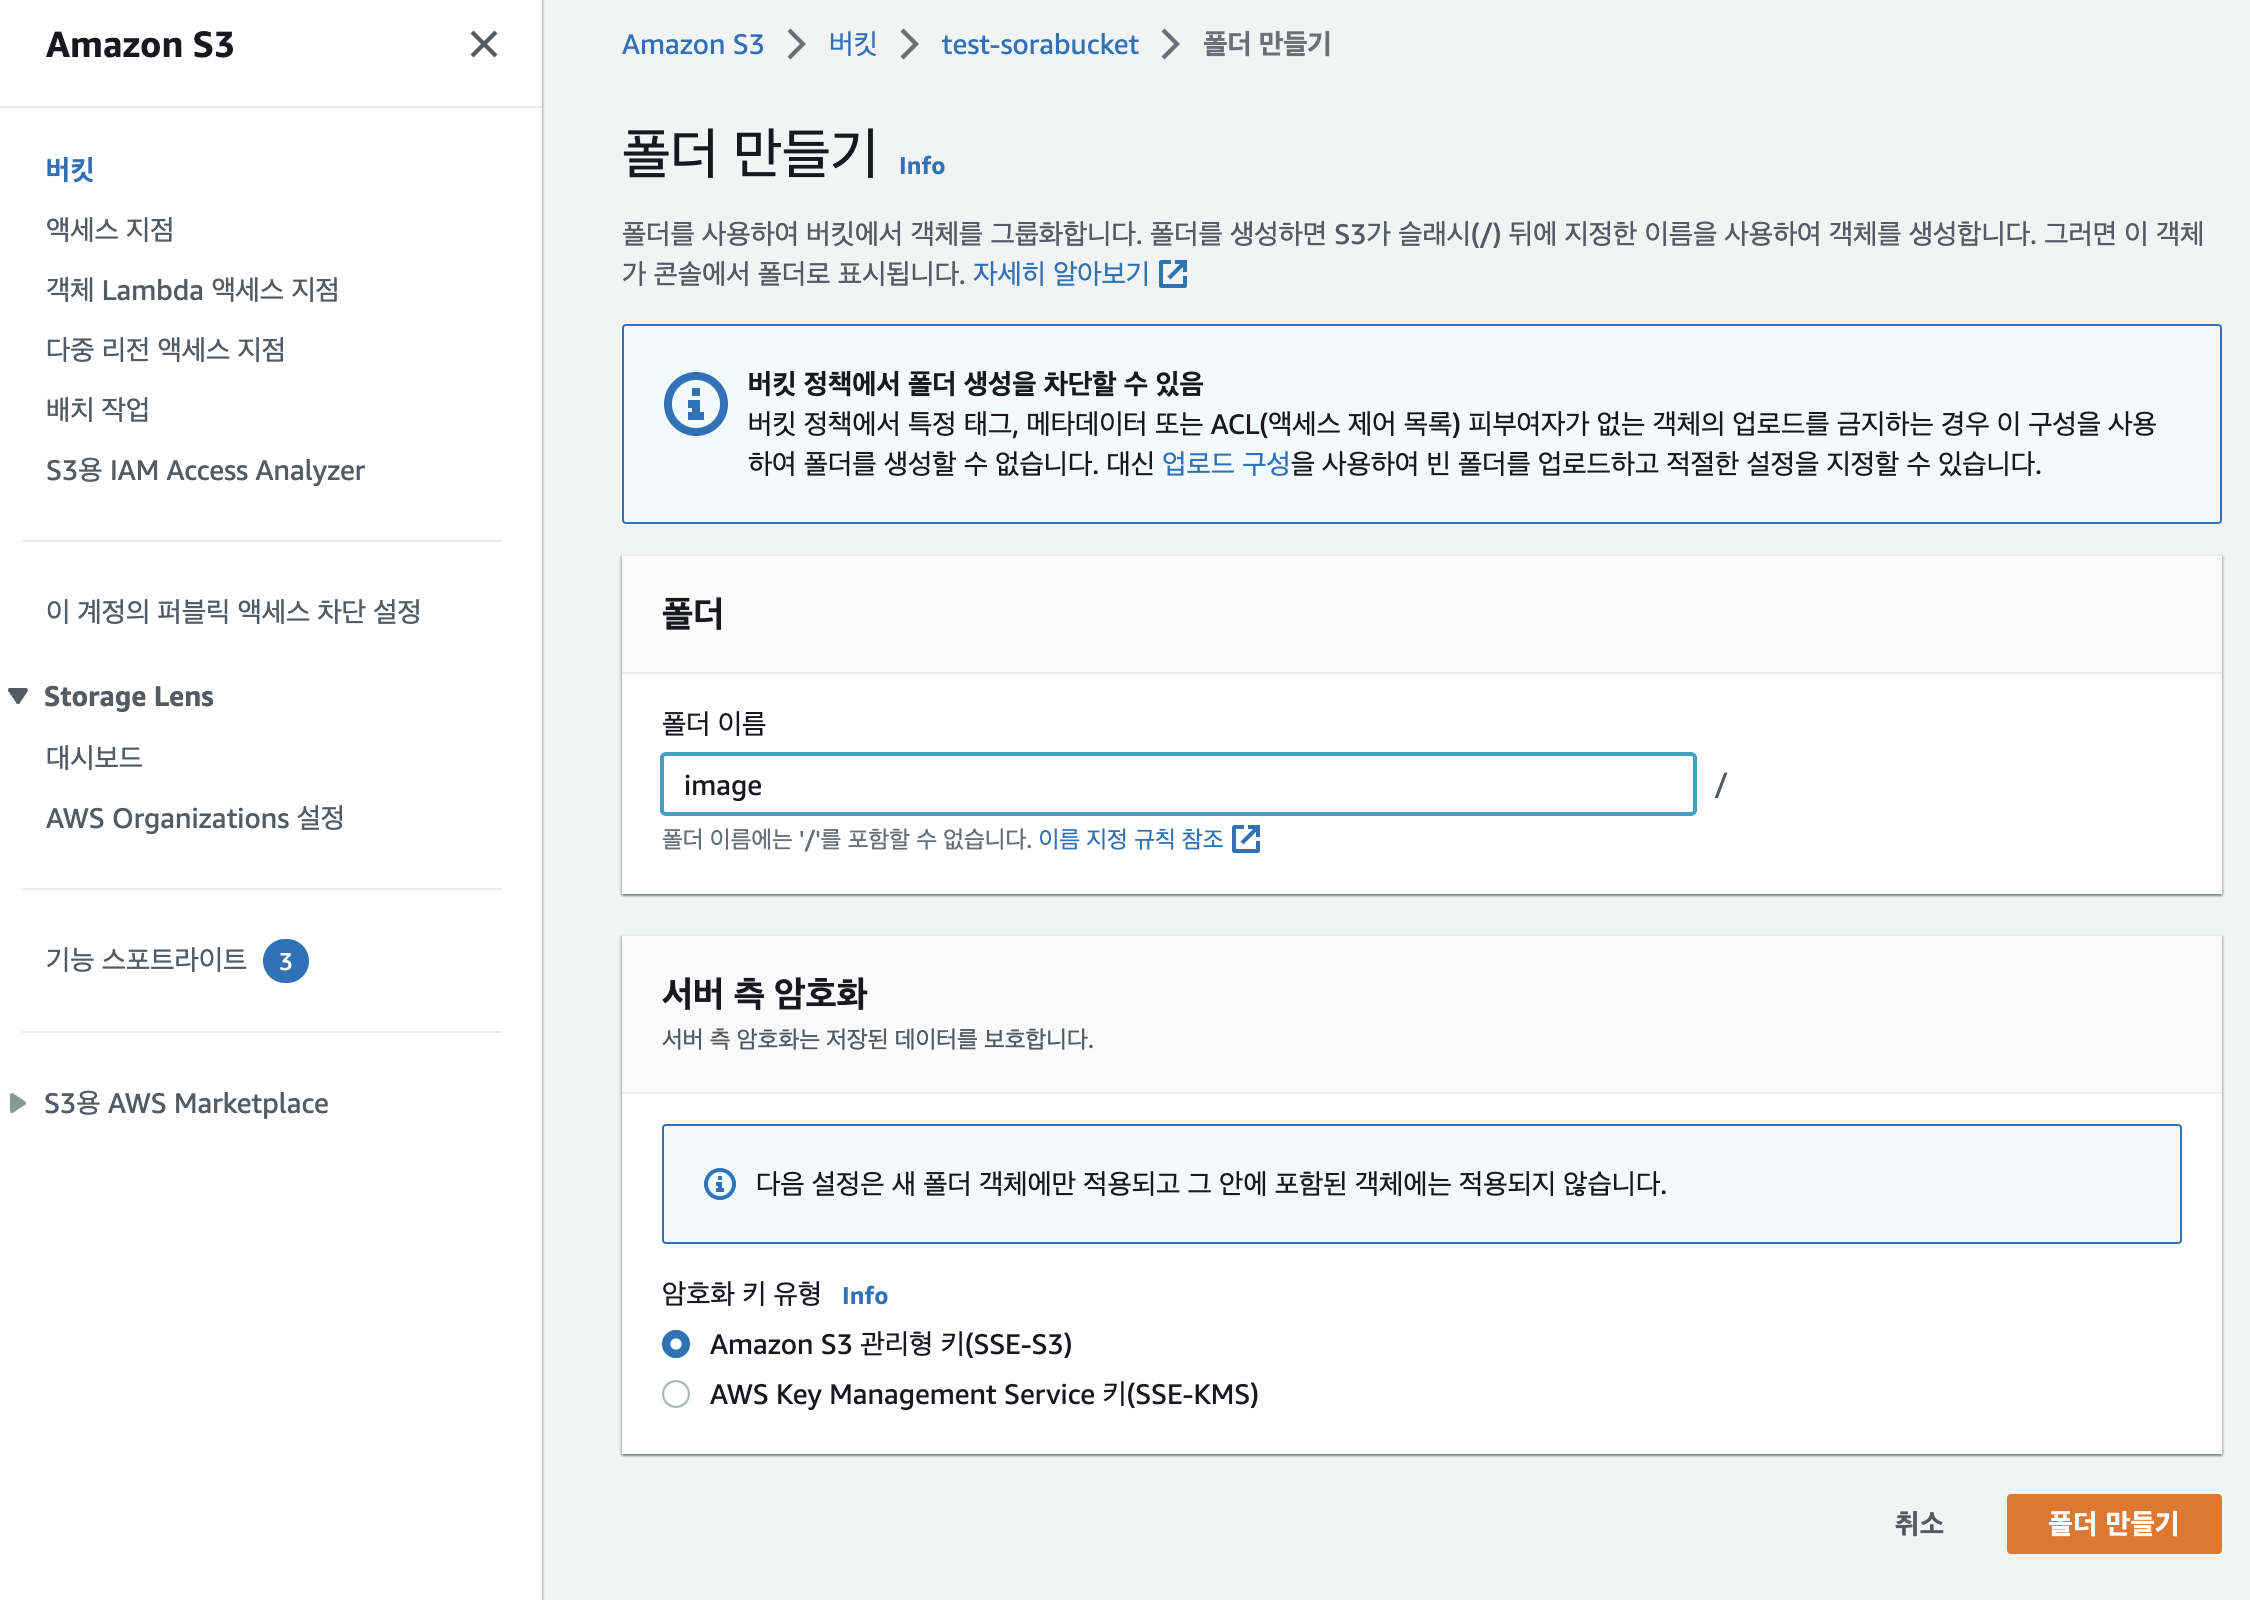 Amazon S3
버킷
액세스 지점
객체 Lambda 액세스 지점
다중 리전 액세스 지점
배치 작업
S3용 IAM Access Analyzer
이 계정의 퍼블릭 액세스 차단 설정
Storage Lens
대시보드
AWS Organizations 설정
기능 스포트라이트 3
S3용 AWS Marketplace
Amazon S3 > 버킷 > test-sorabucket > 폴더 만들기
폴더 만들기 Info
폴더를 사용하여 버킷에서 객체를 그룹화합니다. 폴더를 생성하면 S3가 슬래시(/) 뒤에 지정한 이름을 사용하여 객체를 생성합니다. 그러면 이 객체
가 콘솔에서 폴더로 표시됩니다. 자세히 알아보기
버킷 정책에서 폴더 생성을 차단할 수 있음
버킷 정책에서 특정 태그, 메타데이터 또는 ACL(액세스 제어 목록) 피부여자가 없는 객체의 업로드를 금지하는 경우 이 구성을 사용
하여 폴더를 생성할 수 없습니다. 대신 업로드 구성을 사용하여 빈 폴더를 업로드하고 적절한 설정을 지정할 수 있습니다.
폴더
폴더 이름
image /
폴더 이름에는 '/'를 포함할 수 없습니다. 이름 지정 규칙 참조
서버 측 암호화
서버 측 암호화는 저장된 데이터를 보호합니다.
다음 설정은 새 폴더 객체에만 적용되고 그 안에 포함된 객체에는 적용되지 않습니다.
암호화 키 유형 Info
Amazon S3 관리형 키(SSE-S3)
AWS Key Management Service 키(SSE-KMS)
취소 폴더 만들기